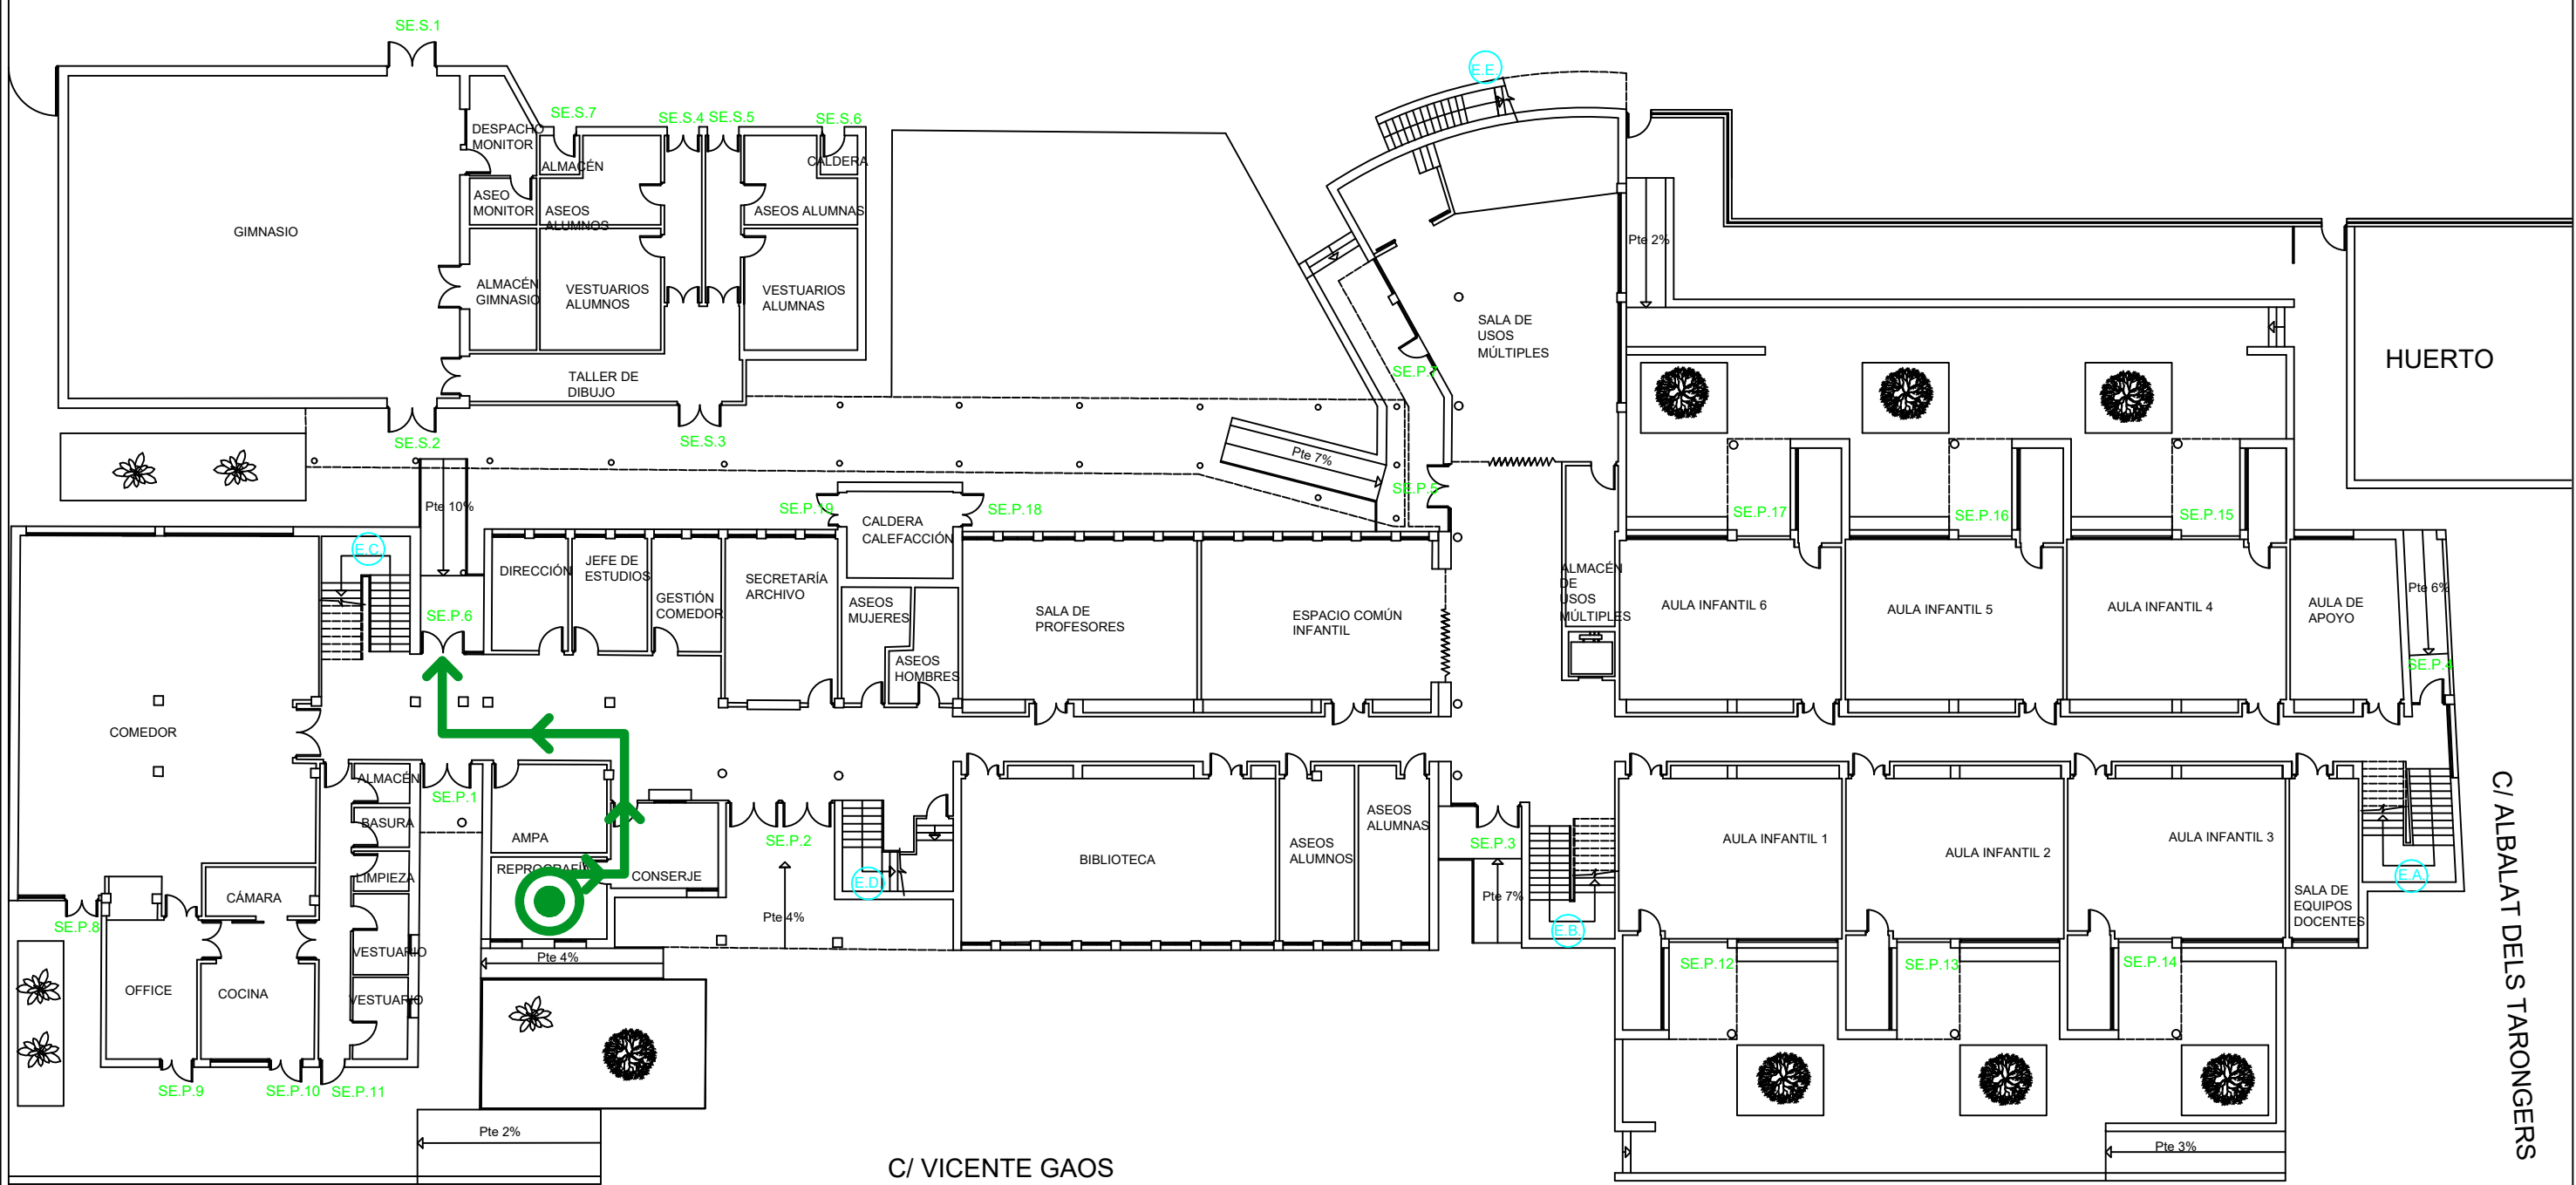 SE.S.1
E.E.
SE.S.7
SE.S.4
SE.S.5
SE.S.6
DESPACHO
MONITOR
ALMACÉN
CALDERA
ASEO
MONITOR
ASEOS
ALUMNOS
ASEOS ALUMNAS
GIMNASIO
Pte 2%
ALMACÉN
GIMNASIO
VESTUARIOS
ALUMNOS
VESTUARIOS
ALUMNAS
SALA DE
USOS
MÚLTIPLES
HUERTO
TALLER DE
DIBUJO
SE.P.7
SE.S.2
SE.S.3
Pte 7%
SE.P.5
Pte 10%
SE.P.19
SE.P.18
SE.P.17
SE.P.16
SE.P.15
CALDERA
CALEFACCIÓN
E.C.
DIRECCIÓN
JEFE DE
ESTUDIOS
GESTIÓN
COMEDOR
SECRETARÍA
ARCHIVO
ASEOS
MUJERES
ASEOS
HOMBRES
SALA DE
PROFESORES
ESPACIO COMÚN
INFANTIL
ALMACÉN
DE
USOS
MÚLTIPLES
AULA INFANTIL 6
AULA INFANTIL 5
AULA INFANTIL 4
AULA DE
APOYO
Pte 6%
SE.P.6
SE.P.4
COMEDOR
ALMACÉN
SE.P.1
BASURA
LIMPIEZA
AMPA
REPROGRAFÍA
CONSERJE
SE.P.2
Pte 4%
E.D.
BIBLIOTECA
ASEOS
ALUMNOS
ASEOS
ALUMNAS
SE.P.3
Pte 7%
E.B.
AULA INFANTIL 1
AULA INFANTIL 2
AULA INFANTIL 3
SALA DE
EQUIPOS
DOCENTES
E.A.
C/ ALBALAT DELS TARONGERS
CÁMARA
SE.P.8
VESTUARIO
VESTUARIO
OFFICE
COCINA
Pte 4%
SE.P.12
SE.P.13
SE.P.14
SE.P.9
SE.P.10
SE.P.11
Pte 2%
Pte 3%
C/ VICENTE GAOS